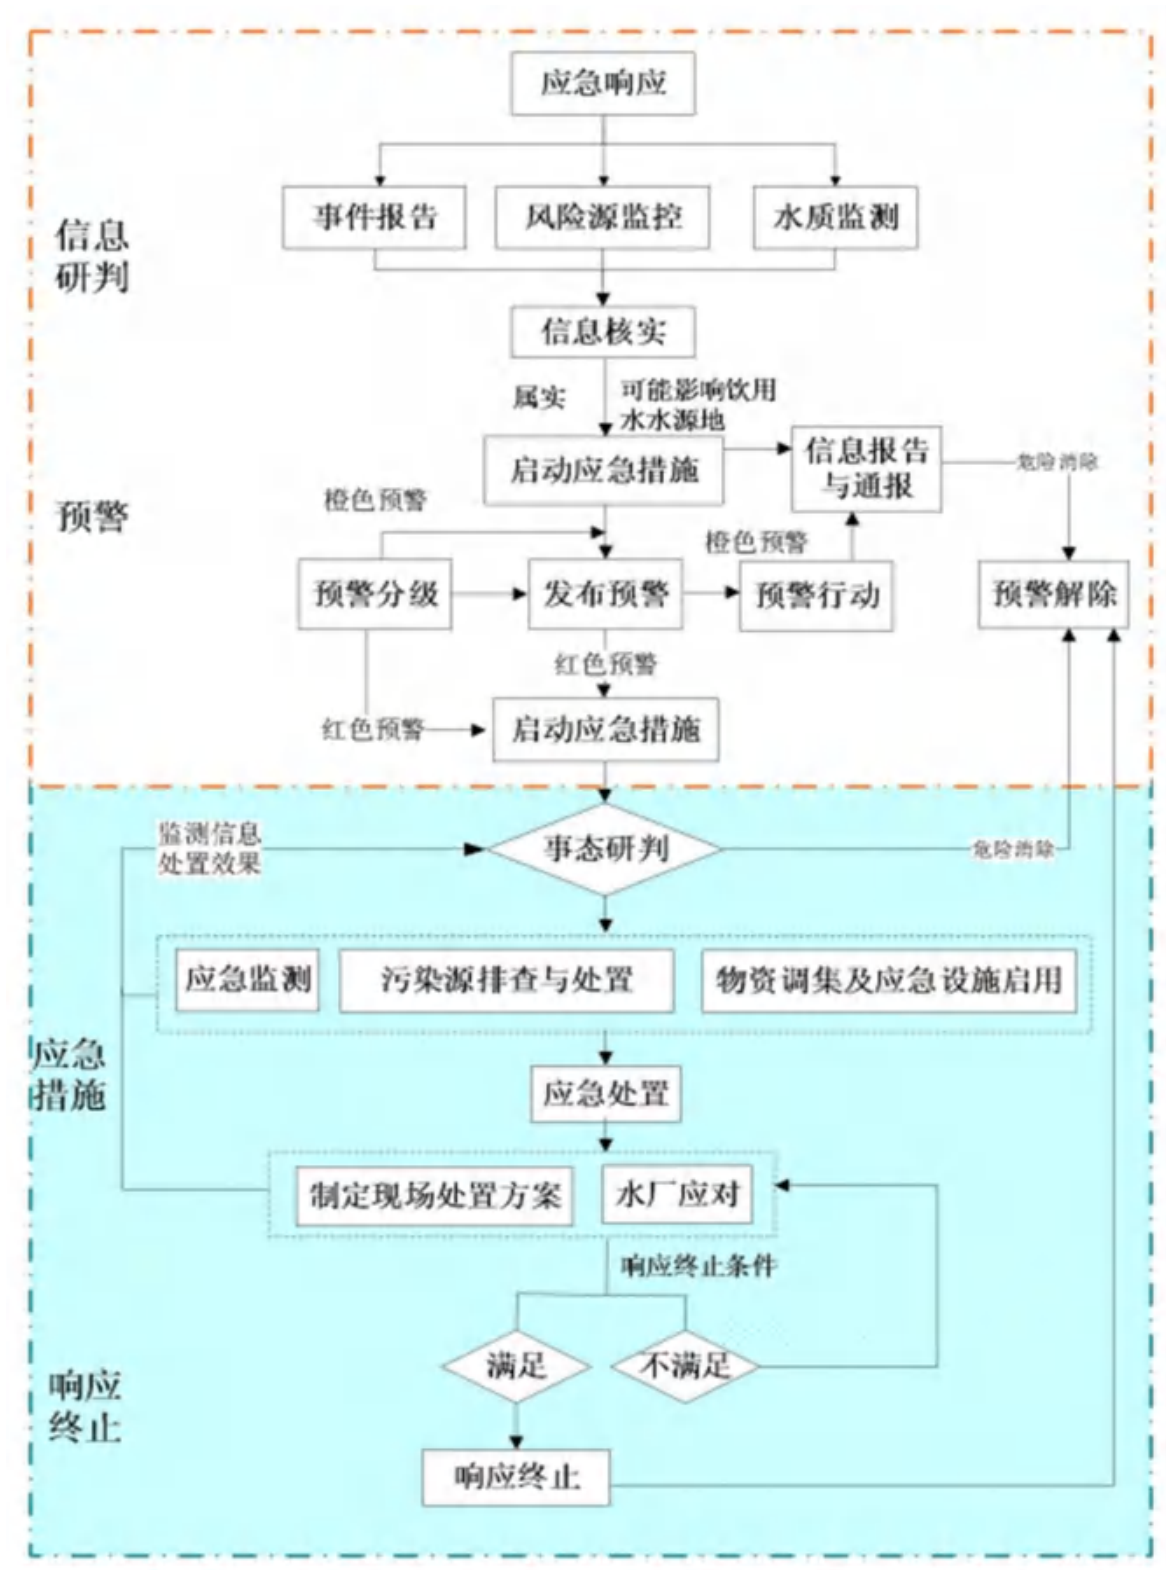 应急响应
事件报告
风险源监控
水质监测
信息
研判
信息核实
属实
可能影响饮用
水水源地
启动应急措施
信息报告
与通报
危险消除
预警
橙色预警
橙色预警
预警分级
发布预警
预警行动
预警解除
红色预警
红色预警
启动应急措施
监测信息
处置效果
事态研判
危险消除
应急监测
污染源排查与处置
物资调集及应急设施启用
应急
措施
应急处置
制定现场处置方案
水厂应对
响应终止条件
满足
不满足
响应
终止
响应终止